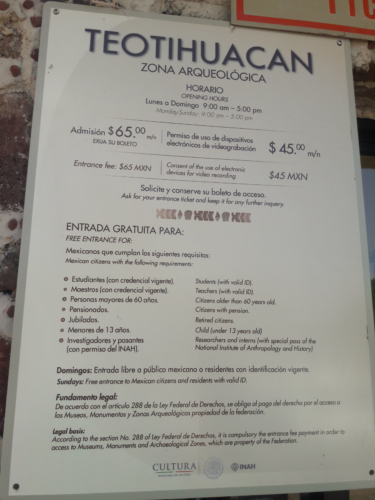 TEOTIHUACAN
ZONA ARQUEOLÓGICA
HORARIO
OPENING HOURS
Lunes a Domingo 9:00 am - 5:00 pm
Monday-Sunday: 9:00 pm - 5:00 pm
Admisión $65.00 m/n
EXIJA SU BOLETO
Permiso de uso de dispositivos
electrónicos de videograbación
$ 45.00 m/n
Entrance fee: $65 MXN
Consent of the use of electronic
devices for video recording
$45 MXN
Solicite y conserve su boleto de acceso.
Ask for your entrance ticket and keep it for any further inquery.
ENTRADA GRATUITA PARA:
FREE ENTRANCE FOR:
Mexicanos que cumplan los siguientes requisitos:
Mexican citizens with the following requirements:
Estudiantes (con credencial vigente). Students (with valid ID).
Maestros (con credencial vigente). Teachers (with valid ID).
Personas mayores de 60 años. Citizens older than 60 years old.
Pensionados. Citizens with pension.
Jubilados. Retired citizens.
Menores de 13 años. Child (under 13 years old)
Investigadores y pasantes Researchers and interns (with special pass of the
(con permiso del INAH). National Institute of Anthropology and History)
Domingos: Entrada libre a público mexicano o residentes con identificación vigente.
Sundays: Free entrance to Mexican citizens and residents with valid ID.
Fundamento legal:
De acuerdo con el artículo 288 de la Ley Federal de Derechos, se obliga al pago del derecho por el acceso a
los Museos, Monumentos y Zonas Arqueológicas propiedad de la federación.
Legal basis:
According to the section No. 288 of Ley Federal de Derechos, it is compulsory the entrance fee payment in order to
access to Museums, Monuments and Archaeological Zones, which are property of the Federation.
CULTURA
INAH